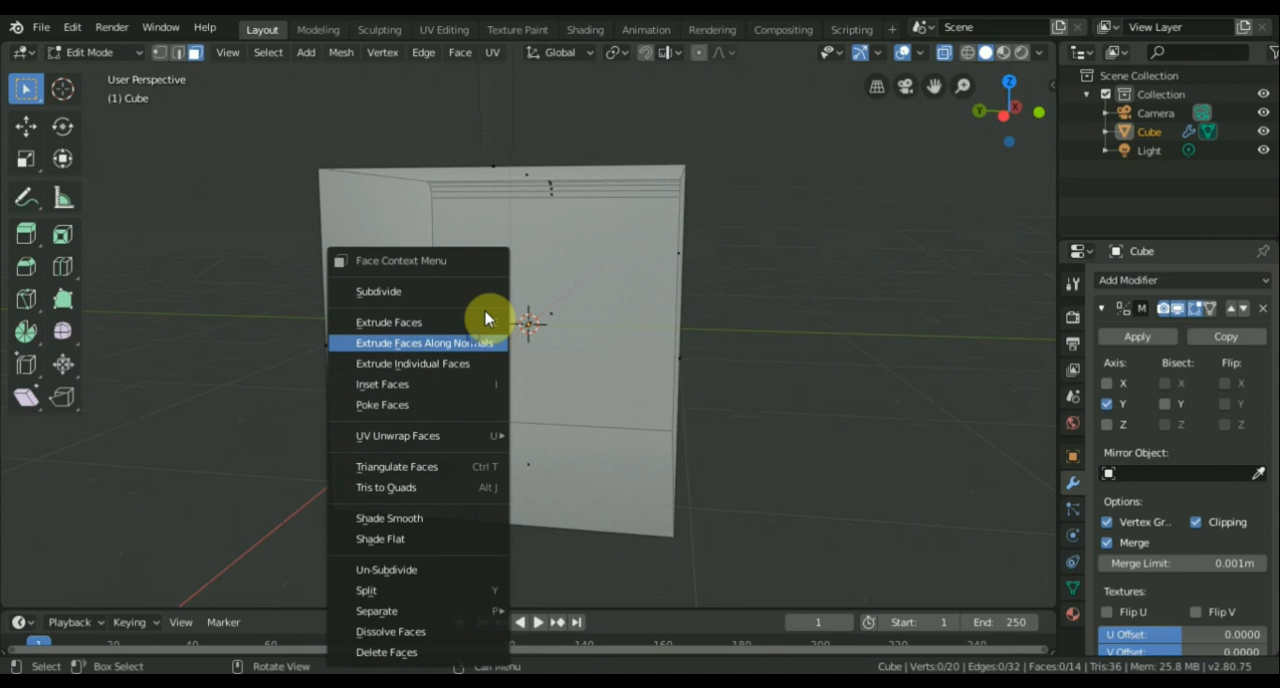 File Edit Render Window Help Layout Modeling Sculpting UV Editing Texture Paint Shading Animation Rendering Compositing Scripting + Scene View Layer
Edit Mode View Select Add Mesh Vertex Edge Face UV Global
User Perspective
(1) Cube
Z
Y
X
Scene Collection
Collection
Camera
Cube
Light
Face Context Menu
Subdivide
Extrude Faces
Extrude Faces Along Normals
Extrude Individual Faces
Inset Faces I
Poke Faces
UV Unwrap Faces U
Triangulate Faces Ctrl T
Tris to Quads Alt J
Shade Smooth
Shade Flat
Un-Subdivide
Split Y
Separate P
Dissolve Faces
Delete Faces
Cube
Add Modifier
M
Apply Copy
Axis: Bisect: Flip:
X X X
Y Y Y
Z Z Z
Mirror Object:
Options:
Vertex Gr.. Clipping
Merge
Merge Limit: 0.001m
Textures:
Flip U Flip V
U Offset: 0.0000
V Offset: 0.0000
Playback Keying View Marker 1 Start: 1 End: 250
1
Select Box Select Rotate View Call Menu Cube | Verts:0/20 | Edges:0/32 | Faces:0/14 | Tris:36 | Mem: 25.8 MB | v2.80.75